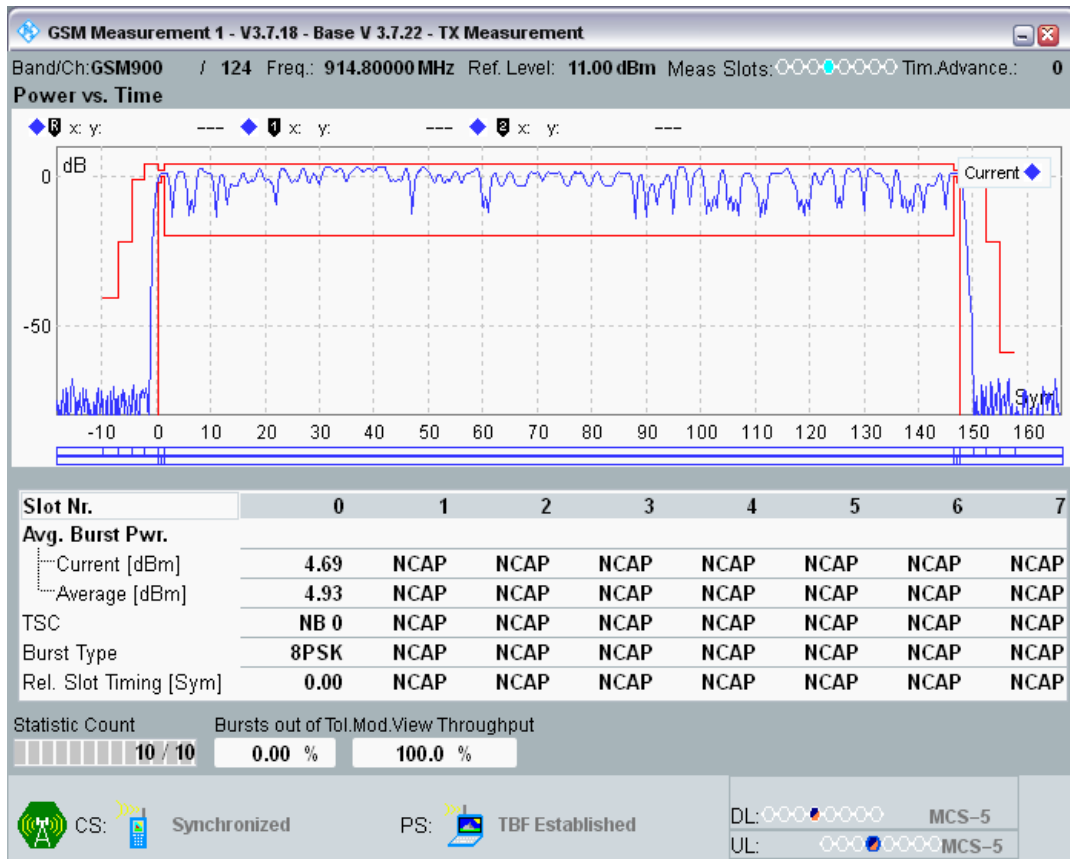 GSM Measurement 1 - V3.7.18 - Base V 3.7.22 - TX Measurement
Band/Ch:GSM900 / 124 Freq.: 914.80000 MHz Ref. Level: 11.00 dBm Meas Slots: Tim.Advance.: 0
Power vs. Time
R x: y: --- 1 x: y: --- 2 x: y: ---
dB
Current
0
-50
Sym
-10 0 10 20 30 40 50 60 70 80 90 100 110 120 130 140 150 160
Slot Nr. 0 1 2 3 4 5 6 7
Avg. Burst Pwr.
Current [dBm] 4.69 NCAP NCAP NCAP NCAP NCAP NCAP NCAP
Average [dBm] 4.93 NCAP NCAP NCAP NCAP NCAP NCAP NCAP
TSC NB 0 NCAP NCAP NCAP NCAP NCAP NCAP NCAP
Burst Type 8PSK NCAP NCAP NCAP NCAP NCAP NCAP NCAP
Rel. Slot Timing [Sym] 0.00 NCAP NCAP NCAP NCAP NCAP NCAP NCAP
Statistic Count Bursts out of Tol.Mod.View Throughput
10 / 10 0.00 % 100.0 %
CS: Synchronized PS: TBF Established DL: MCS-5
UL: MCS-5